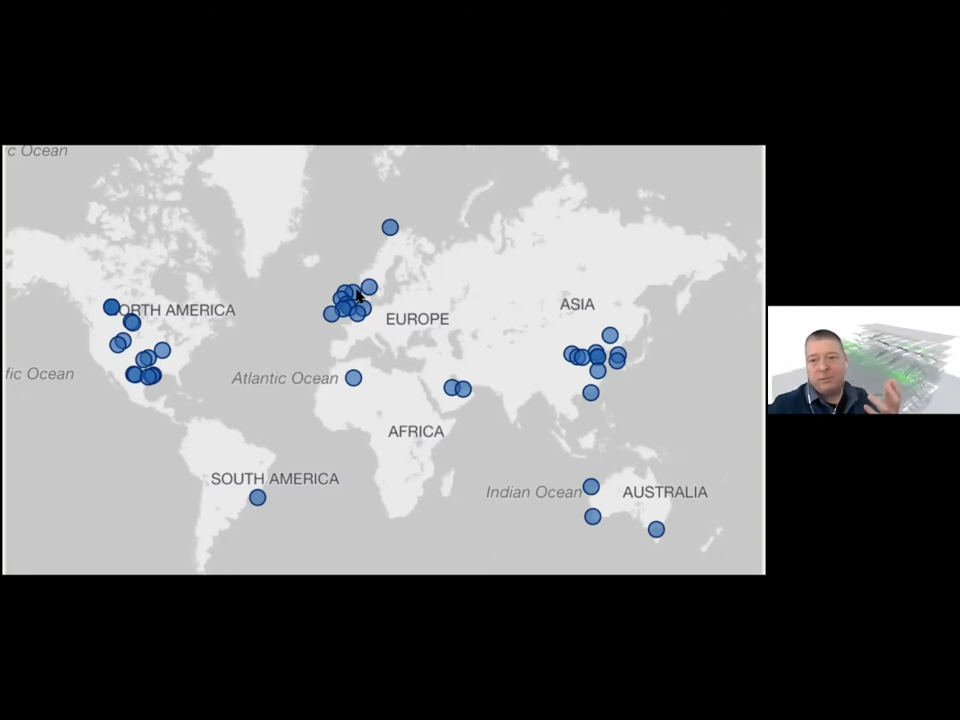 c Ocean
ORTH AMERICA
ASIA
EUROPE
fic Ocean
Atlantic Ocean
AFRICA
SOUTH AMERICA
Indian Ocean
AUSTRALIA